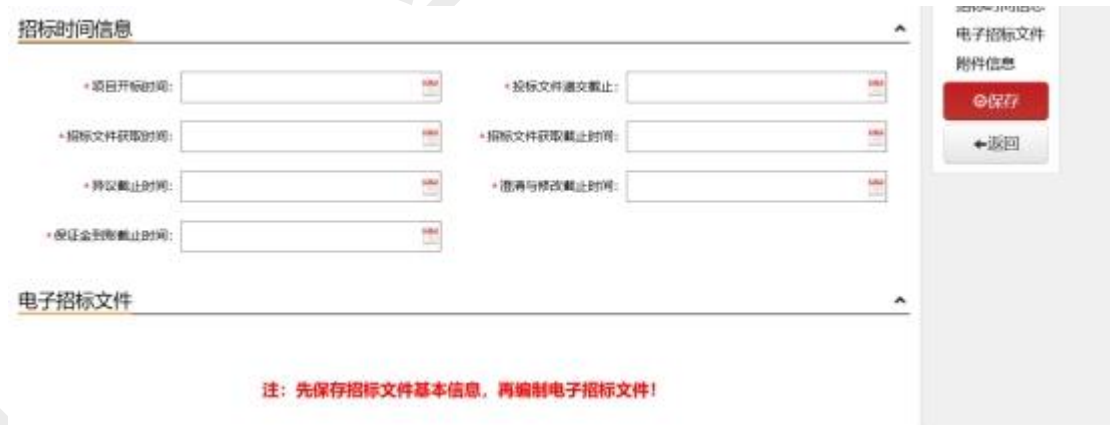 招标时间信息
电子招标文件
附件信息
保存
返回
*项目开标时间:
*投标文件递交截止:
*招标文件获取时间:
*招标文件获取截止时间:
*异议截止时间:
*澄清与修改截止时间:
*保证金到账截止时间:
电子招标文件
注：先保存招标文件基本信息，再编制电子招标文件！